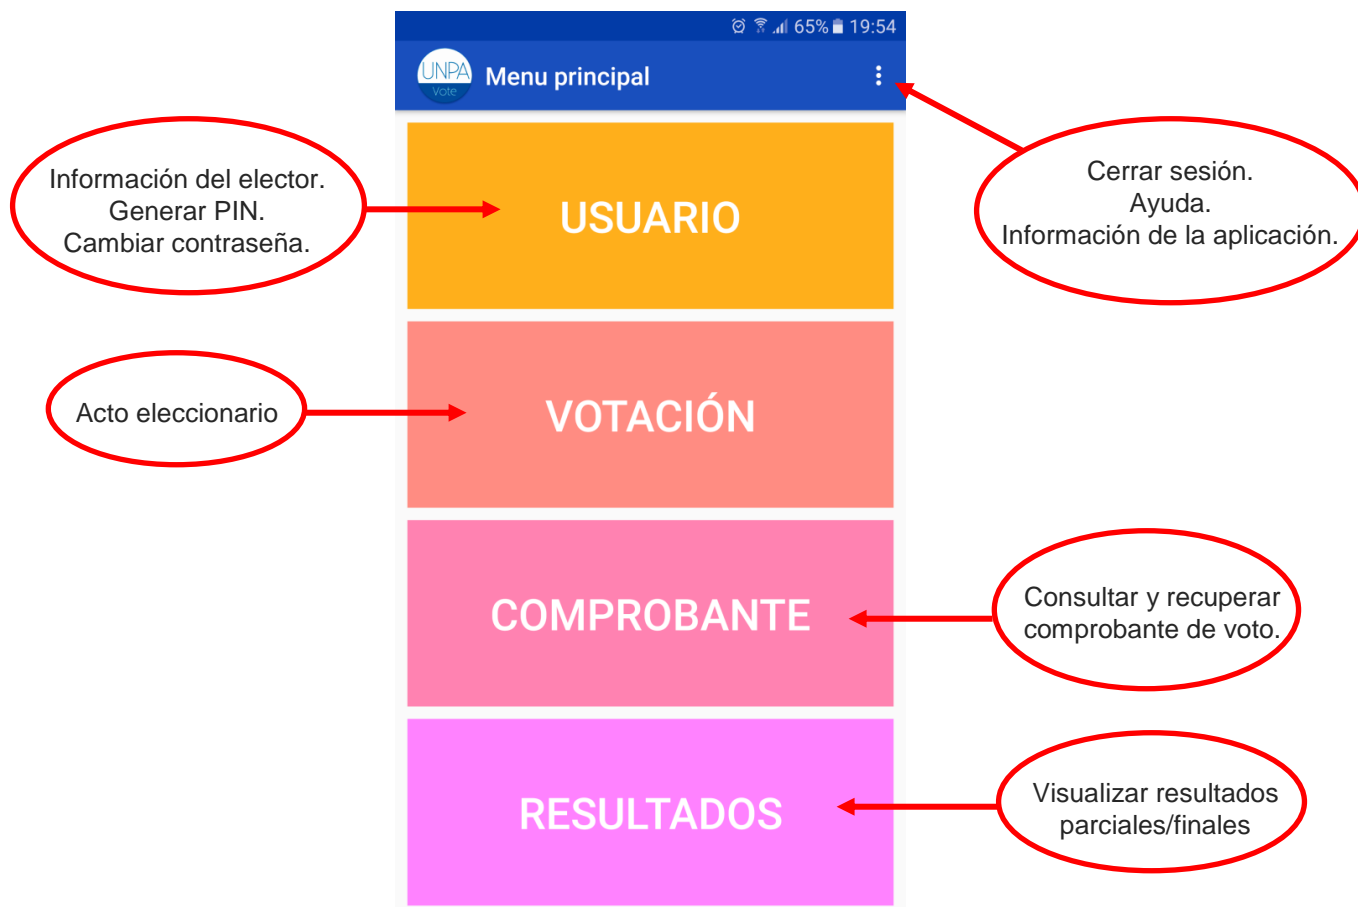 65% 19:54
UNPA
Vote
Menu principal
Información del elector.
Generar PIN.
Cambiar contraseña.
USUARIO
Cerrar sesión.
Ayuda.
Información de la aplicación.
Acto eleccionario
VOTACIÓN
COMPROBANTE
Consultar y recuperar
comprobante de voto.
RESULTADOS
Visualizar resultados
parciales/finales